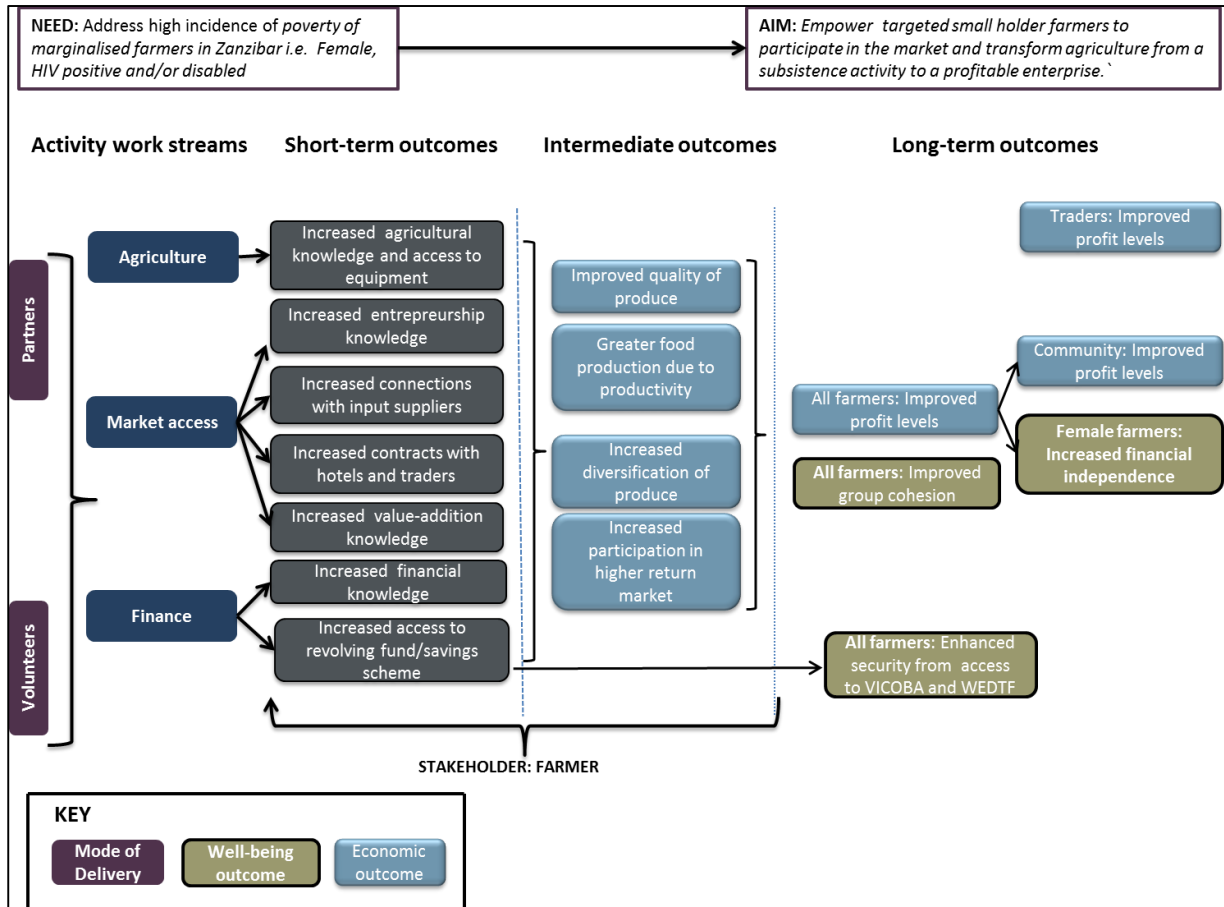 NEED: Address high incidence of poverty
of marginalised farmers in Zanzibar i.e. Female,
HIV positive and/or disabled
AIM: Empower targeted small holder farmers to
participate in the market and transform agriculture from a
subsistence activity to a profitable enterprise.`
Activity work streams
Short-term outcomes
Intermediate outcomes
Long-term outcomes
Partners
Volunteers
Agriculture
Market access
Finance
Increased agricultural
knowledge and access to
equipment
Increased entrepreurship
knowledge
Increased connections
with input suppliers
Increased contracts with
hotels and traders
Increased value-addition
knowledge
Increased financial
knowledge
Increased access to
revolving fund/savings
scheme
Improved quality of
produce
Greater food
production due to
productivity
Increased
diversification of
produce
Increased
participation in
higher return
market
Traders: Improved
profit levels
Community: Improved
profit levels
All farmers: Improved
profit levels
Female farmers:
Increased financial
independence
All farmers: Improved
group cohesion
All farmers: Enhanced
security from access
to VICOBA and WEDTF
STAKEHOLDER: FARMER
KEY
Mode of
Delivery
Well-being
outcome
Economic
outcome